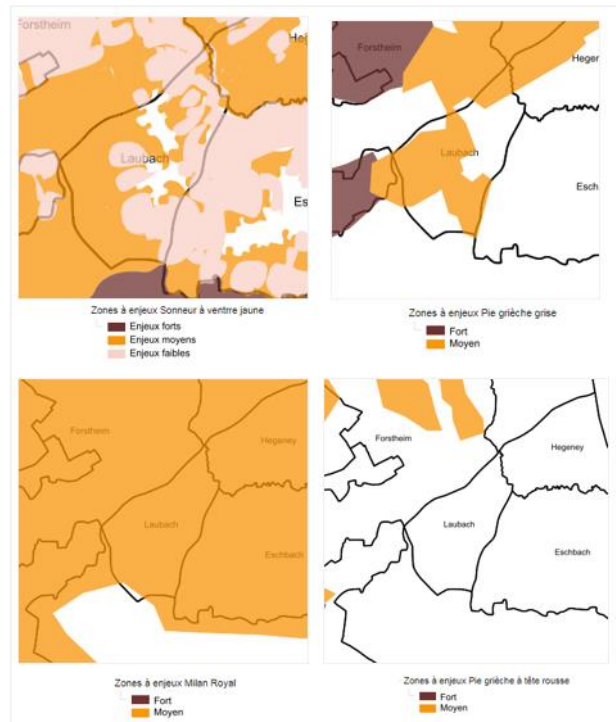 Forstheim
Heg
Laubach
Es
Zones à enjeux Sonneur à ventrre jaune
Enjeux forts
Enjeux moyens
Enjeux faibles
Forstheim
Heger
Laubach
Esch
Zones à enjeux Pie grièche grise
Fort
Moyen
Forstheim
Hegeney
Laubach
Eschbach
Zones à enjeux Milan Royal
Fort
Moyen
Forstheim
Hegeney
Laubach
Eschbach
Zones à enjeux Pie grièche à tête rousse
Fort
Moyen